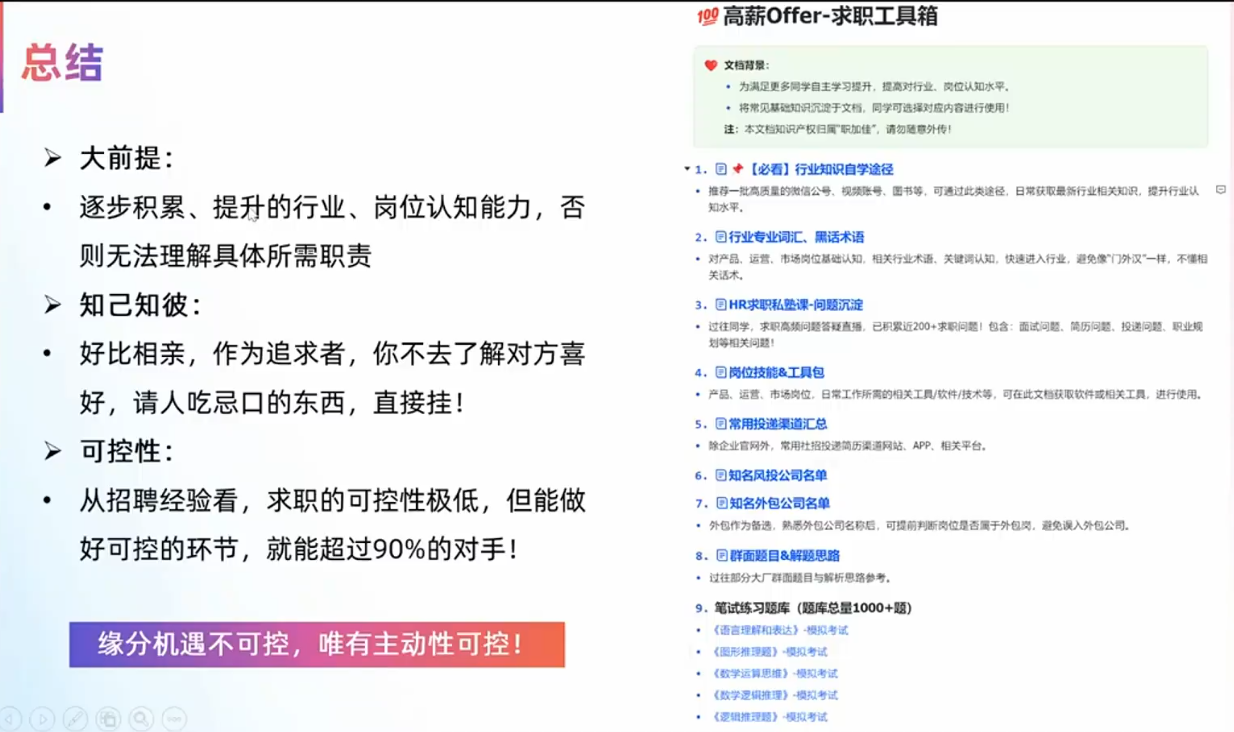 总结
➢ 大前提：
• 逐步积累、提升的行业、岗位认知能力，否
则无法理解具体所需职责
➢ 知己知彼：
• 好比相亲，作为追求者，你不去了解对方喜
好，请人吃忌口的东西，直接挂！
➢ 可控性：
• 从招聘经验看，求职的可控性极低，但能做
好可控的环节，就能超过90%的对手！
缘分机遇不可控，唯有主动性可控！
💯 高薪Offer-求职工具箱
❤️ 文档背景：
• 为满足更多同学自主学习提升，提高对行业、岗位认知水平。
• 将常见基础知识沉淀于文档，同学可选择对应内容进行使用！
注：本文档知识产权归属“职加佳”，请勿随意外传！
1. 📌【必看】行业知识自学途径
• 推荐一批高质量的微信公号、视频账号、图书等，可通过此类途径，日常获取最新行业相关知识，提升行业认
知水平。
2. 行业专业词汇、黑话术语
• 对产品、运营、市场岗位基础认知，相关行业术语、关键词认知，快速进入行业，避免像“门外汉”一样，不懂相
关话术。
3. HR求职私塾课-问题沉淀
• 过往同学，求职高频问题答疑直播，已积累近200+求职问题！包含：面试问题、简历问题、投递问题、职业规
划等相关问题！
4. 岗位技能&工具包
• 产品、运营、市场岗位，日常工作所需的相关工具/软件/技术等，可在此文档获取软件或相关工具，进行使用。
5. 常用投递渠道汇总
• 除企业官网外，常用社招投递简历渠道网站、APP、相关平台。
6. 知名风投公司名单
7. 知名外包公司名单
• 外包作为备选，熟悉外包公司名称后，可提前判断岗位是否属于外包岗，避免误入外包公司。
8. 群面题目&解题思路
• 过往部分大厂群面题目与解析思路参考。
9. 笔试练习题库（题库总量1000+题）
• 《语言理解和表达》-模拟考试
• 《图形推理题》-模拟考试
• 《数学运算思维》-模拟考试
• 《数学逻辑推理》-模拟考试
• 《逻辑推理题》-模拟考试